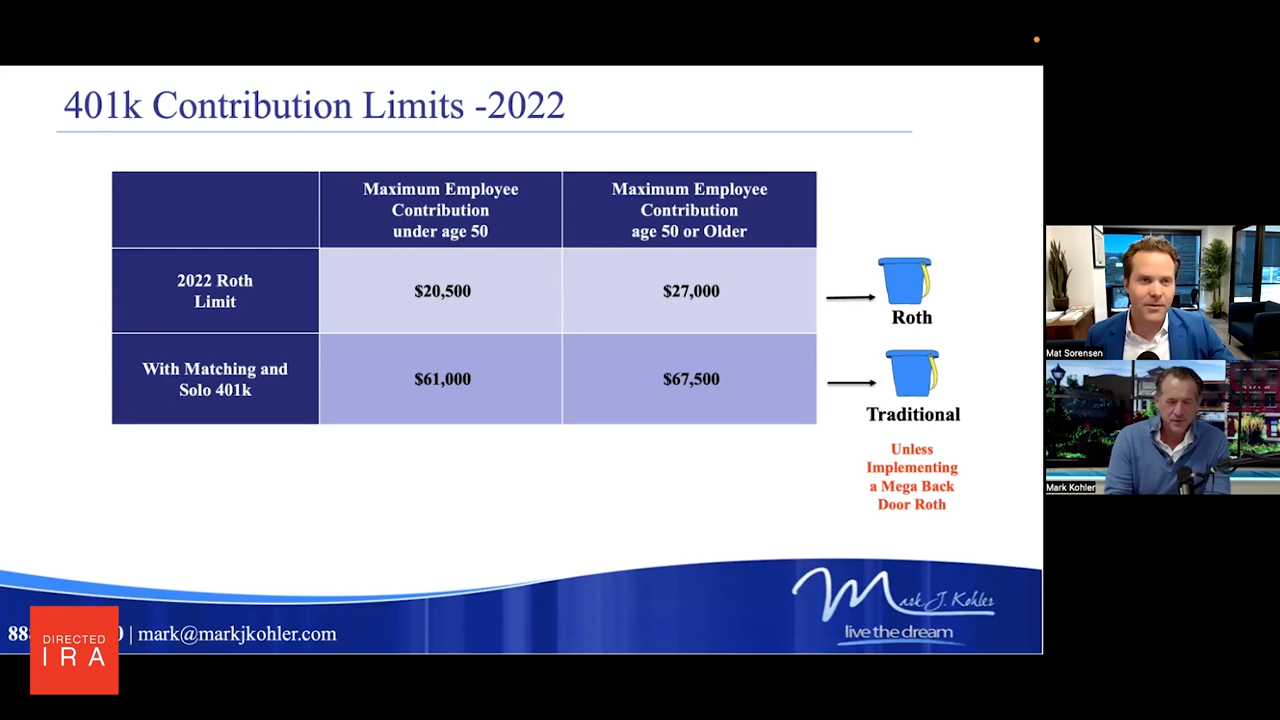 401k Contribution Limits -2022
Maximum Employee
Contribution
under age 50
Maximum Employee
Contribution
age 50 or Older
2022 Roth
Limit
$20,500
$27,000
With Matching and
Solo 401k
$61,000
$67,500
Roth
Traditional
Unless
Implementing
a Mega Back
Door Roth
Mat Sorensen
Mark Kohler
Mark J. Kohler
live the dream
| mark@markjkohler.com
DIRECTED
IRA